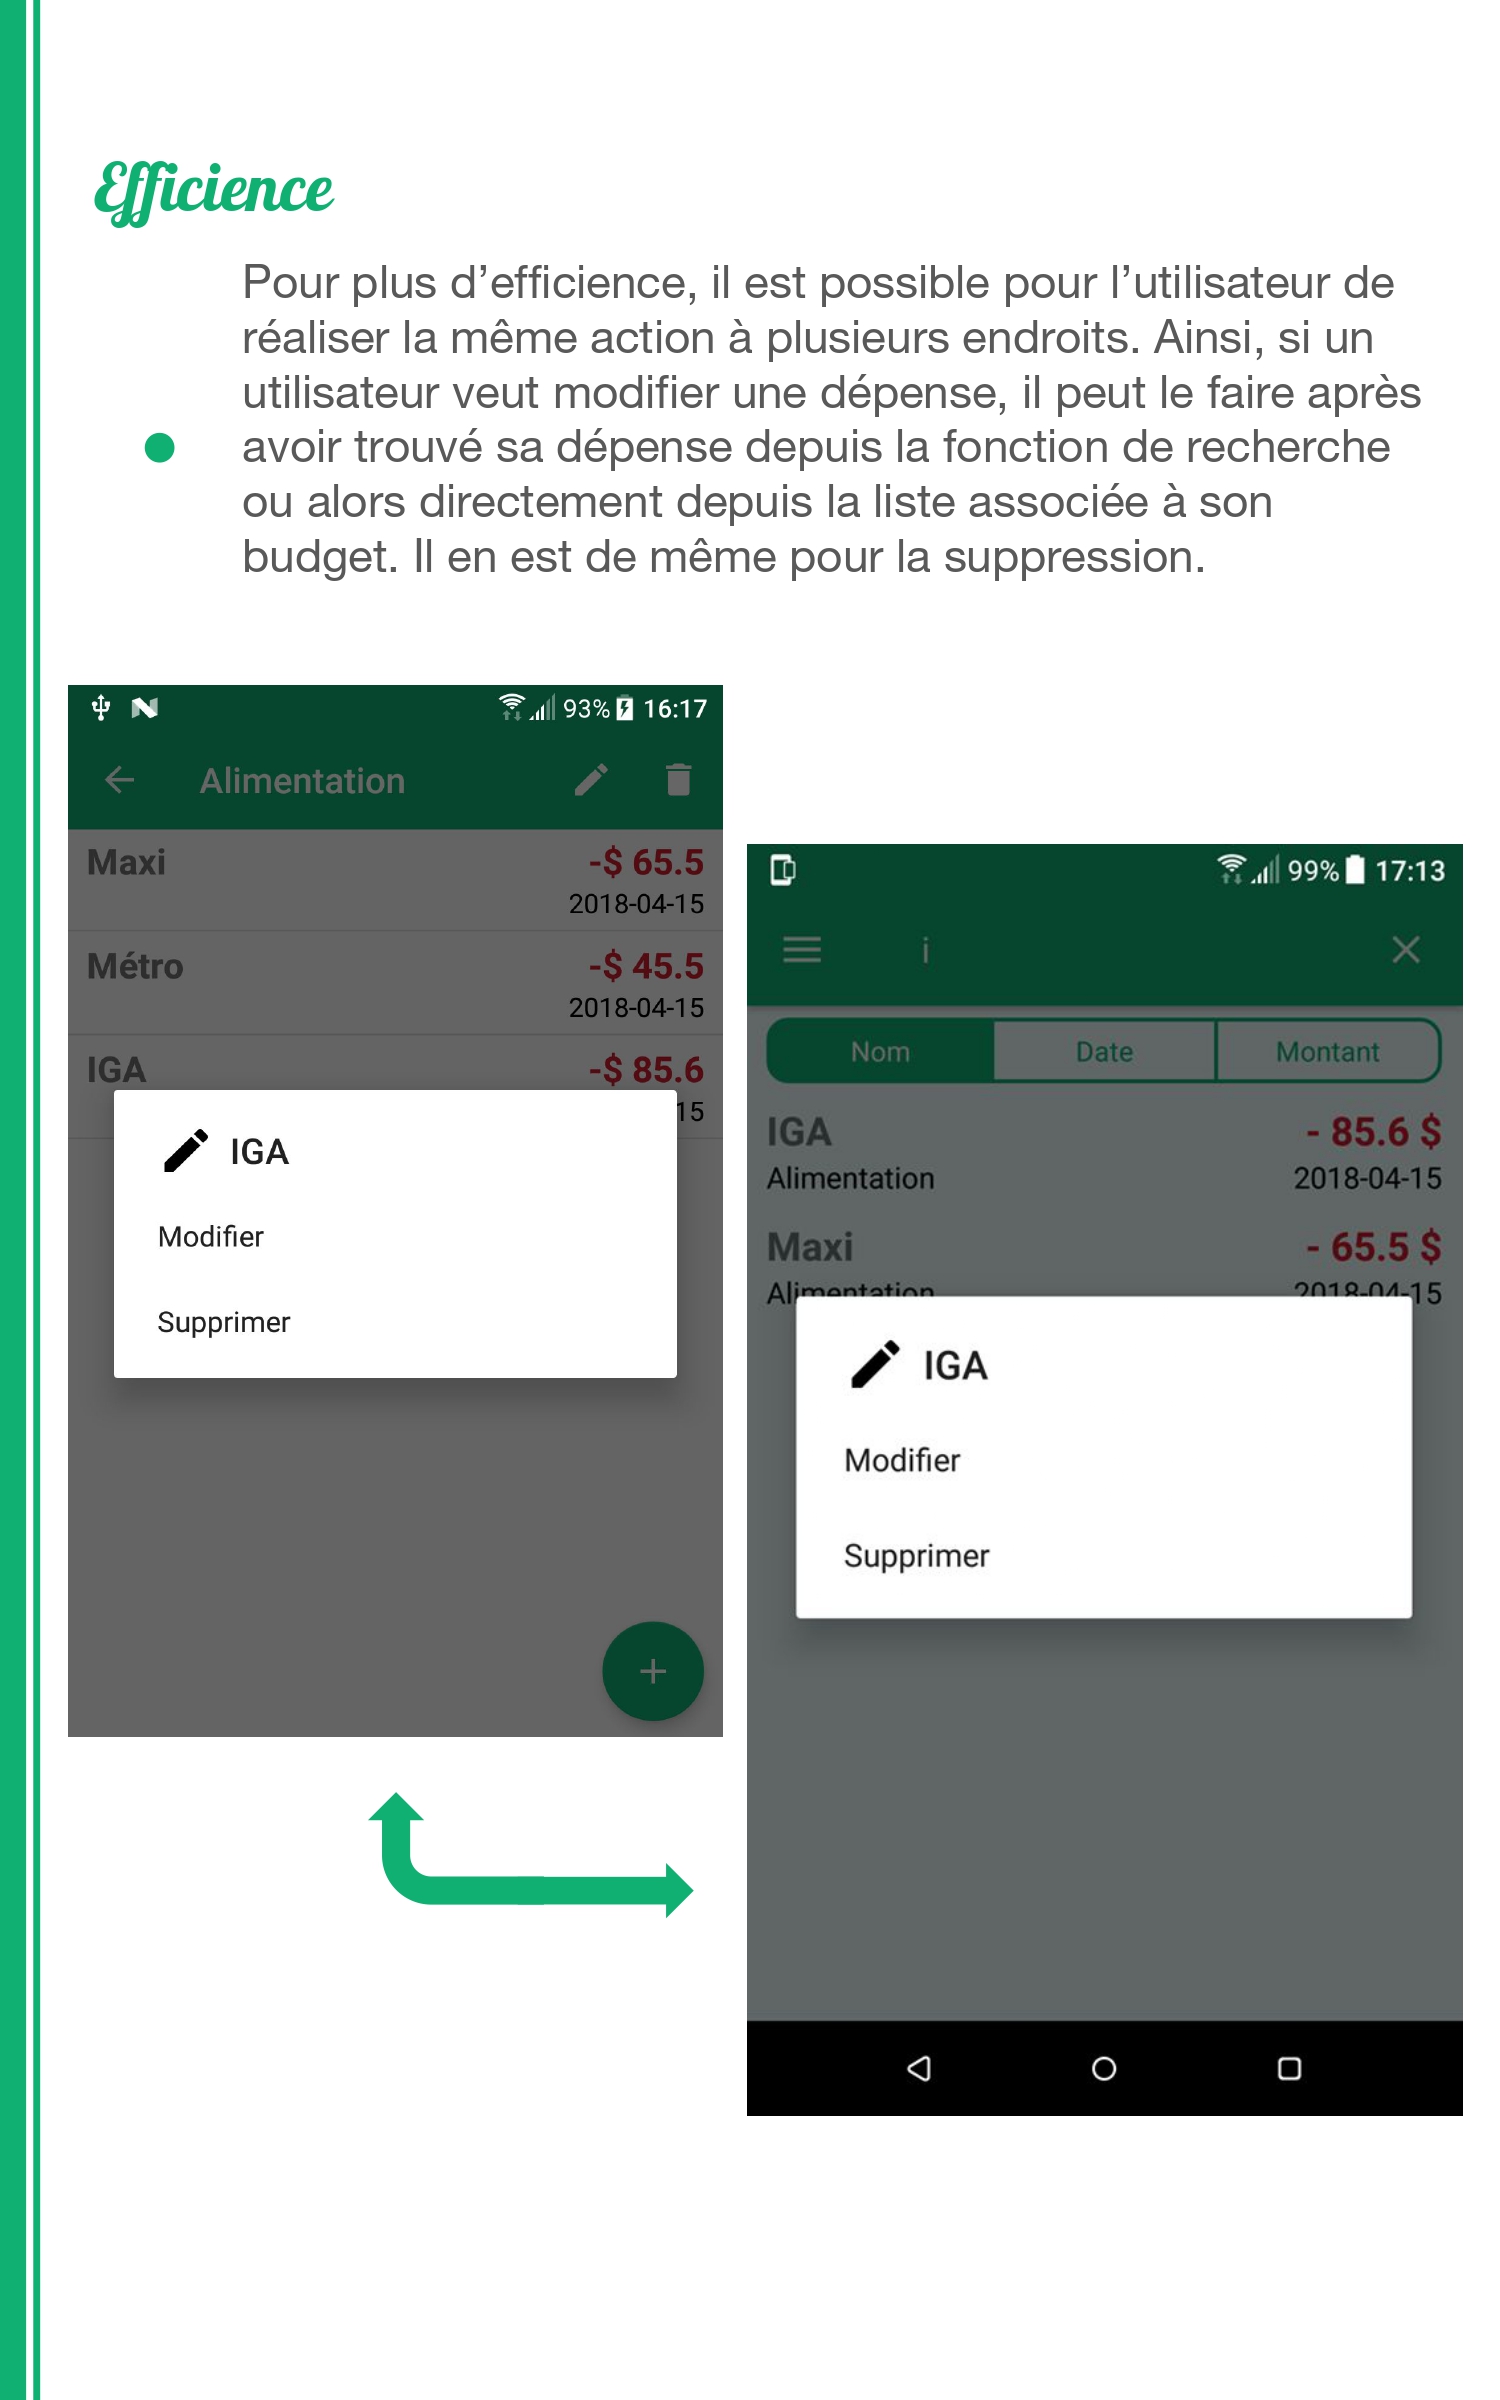 Efficience
Pour plus d’efficience, il est possible pour l’utilisateur de
réaliser la même action à plusieurs endroits. Ainsi, si un
utilisateur veut modifier une dépense, il peut le faire après
avoir trouvé sa dépense depuis la fonction de recherche
ou alors directement depuis la liste associée à son
budget. Il en est de même pour la suppression.
93% 16:17
Alimentation
Maxi -$ 65.5
2018-04-15
Métro -$ 45.5
2018-04-15
IGA -$ 85.6
15
IGA
Modifier
Supprimer
+
99% 17:13
i
Nom Date Montant
IGA - 85.6 $
Alimentation 2018-04-15
Maxi - 65.5 $
Alimentation 2018-04-15
IGA
Modifier
Supprimer